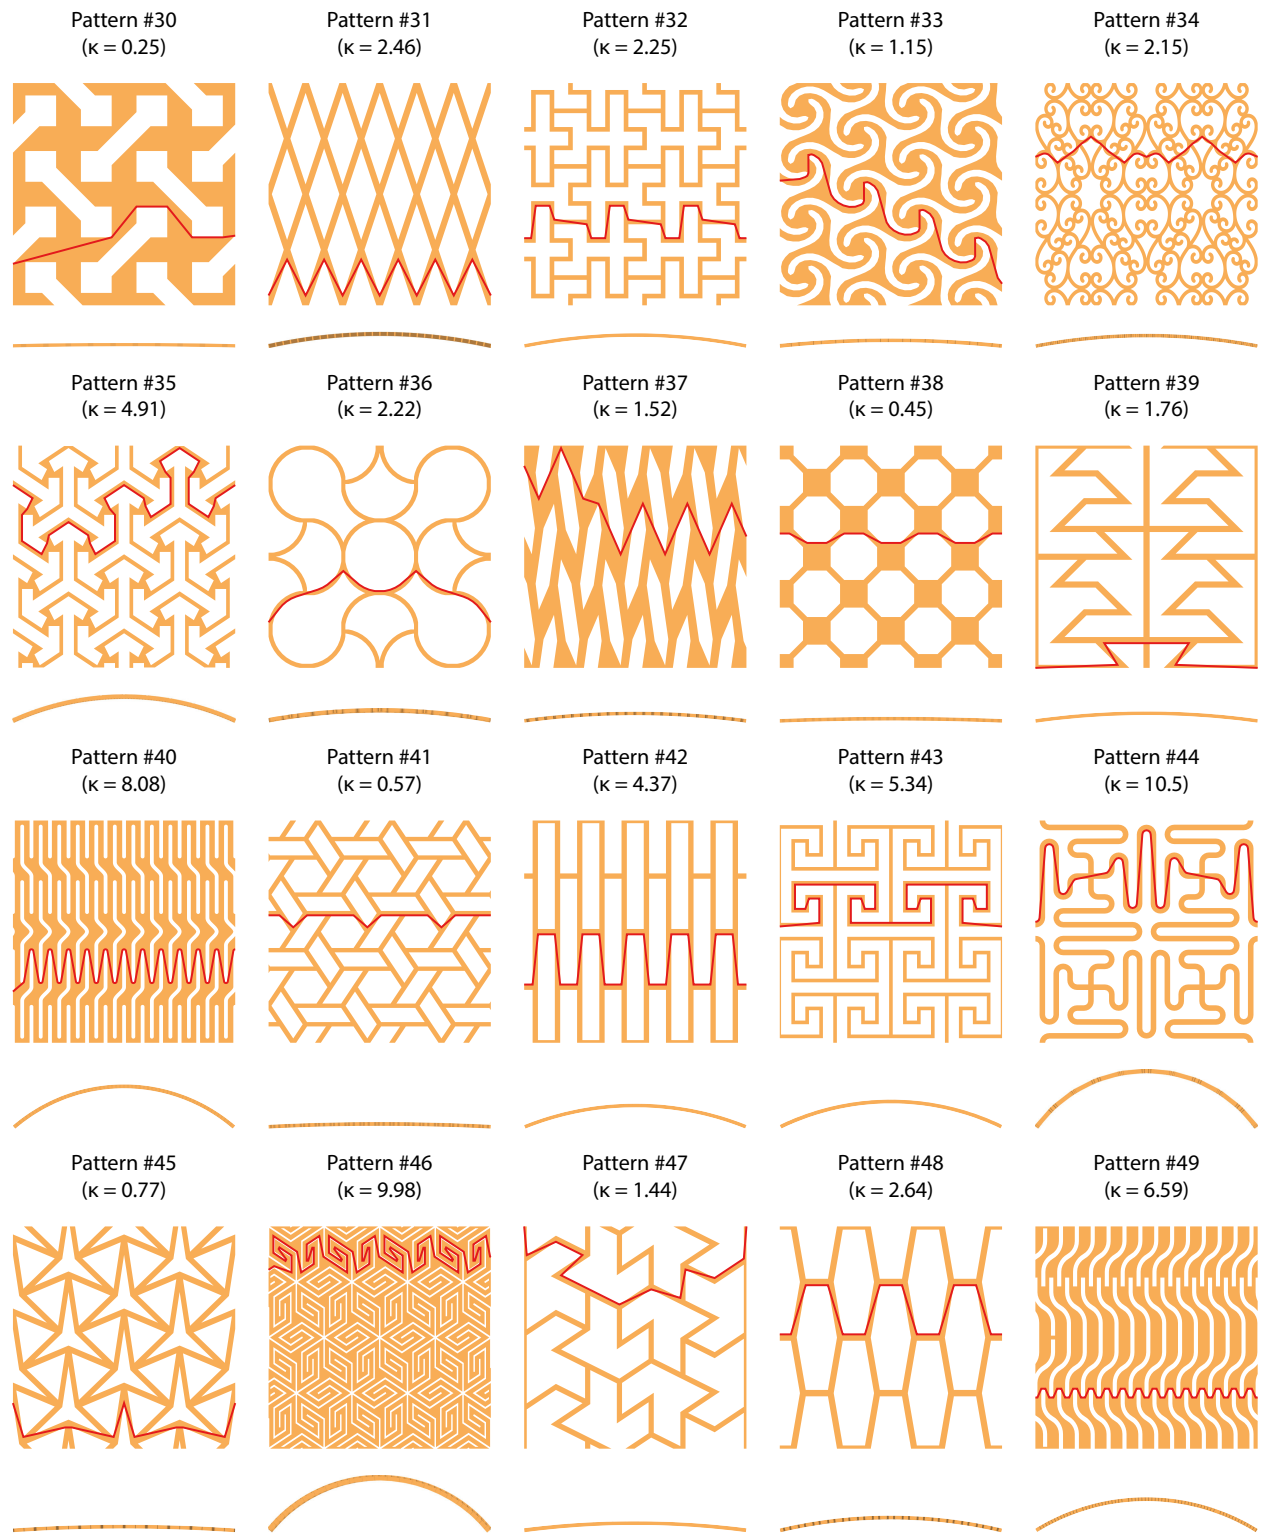 Pattern #30
(κ = 0.25)
Pattern #31
(κ = 2.46)
Pattern #32
(κ = 2.25)
Pattern #33
(κ = 1.15)
Pattern #34
(κ = 2.15)
Pattern #35
(κ = 4.91)
Pattern #36
(κ = 2.22)
Pattern #37
(κ = 1.52)
Pattern #38
(κ = 0.45)
Pattern #39
(κ = 1.76)
Pattern #40
(κ = 8.08)
Pattern #41
(κ = 0.57)
Pattern #42
(κ = 4.37)
Pattern #43
(κ = 5.34)
Pattern #44
(κ = 10.5)
Pattern #45
(κ = 0.77)
Pattern #46
(κ = 9.98)
Pattern #47
(κ = 1.44)
Pattern #48
(κ = 2.64)
Pattern #49
(κ = 6.59)